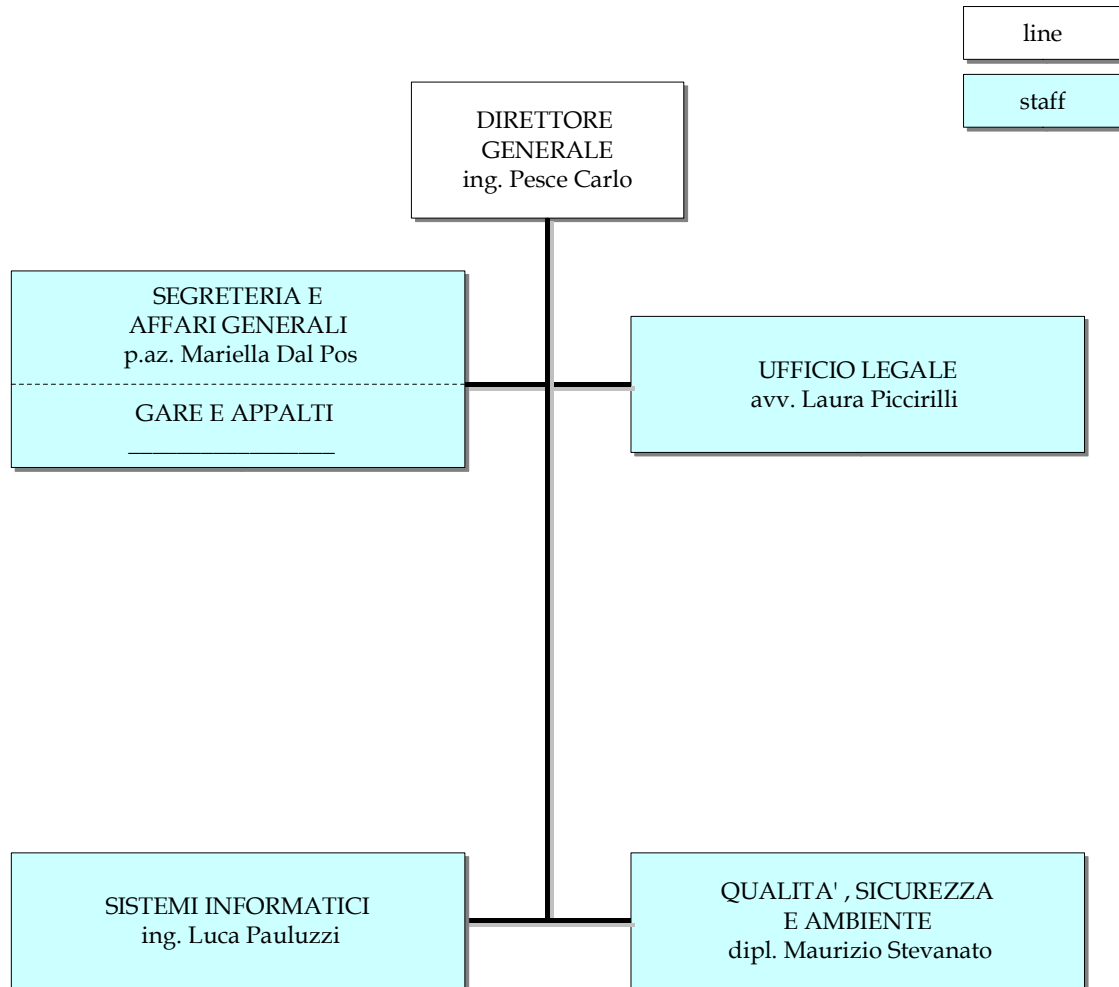 line
staff
DIRETTORE
GENERALE
ing. Pesce Carlo
SEGRETERIA E
AFFARI GENERALI
p.az. Mariella Dal Pos
GARE E APPALTI
_________________
UFFICIO LEGALE
avv. Laura Piccirilli
SISTEMI INFORMATICI
ing. Luca Pauluzzi
QUALITA' , SICUREZZA
E AMBIENTE
dipl. Maurizio Stevanato